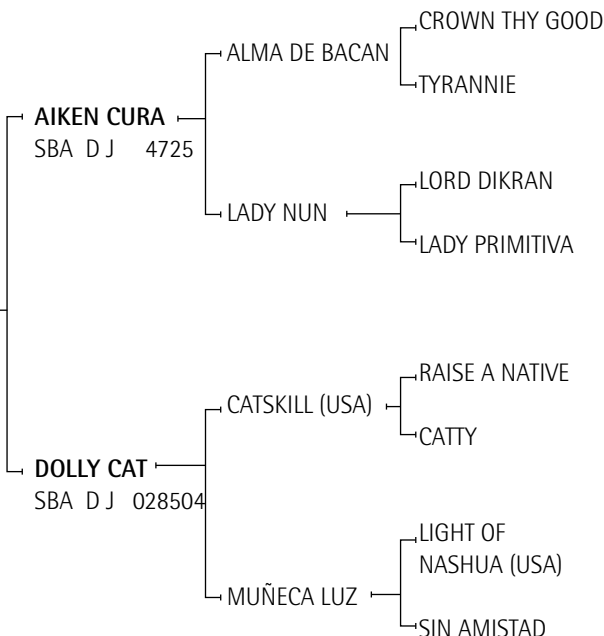 CROWN THY GOOD
ALMA DE BACAN
TYRANNIE
AIKEN CURA
SBA D J 4725
LORD DIKRAN
LADY NUN
LADY PRIMITIVA
RAISE A NATIVE
CATSKILL (USA)
CATTY
DOLLY CAT
SBA D J 028504
LIGHT OF
NASHUA (USA)
MUÑECA LUZ
SIN AMISTAD